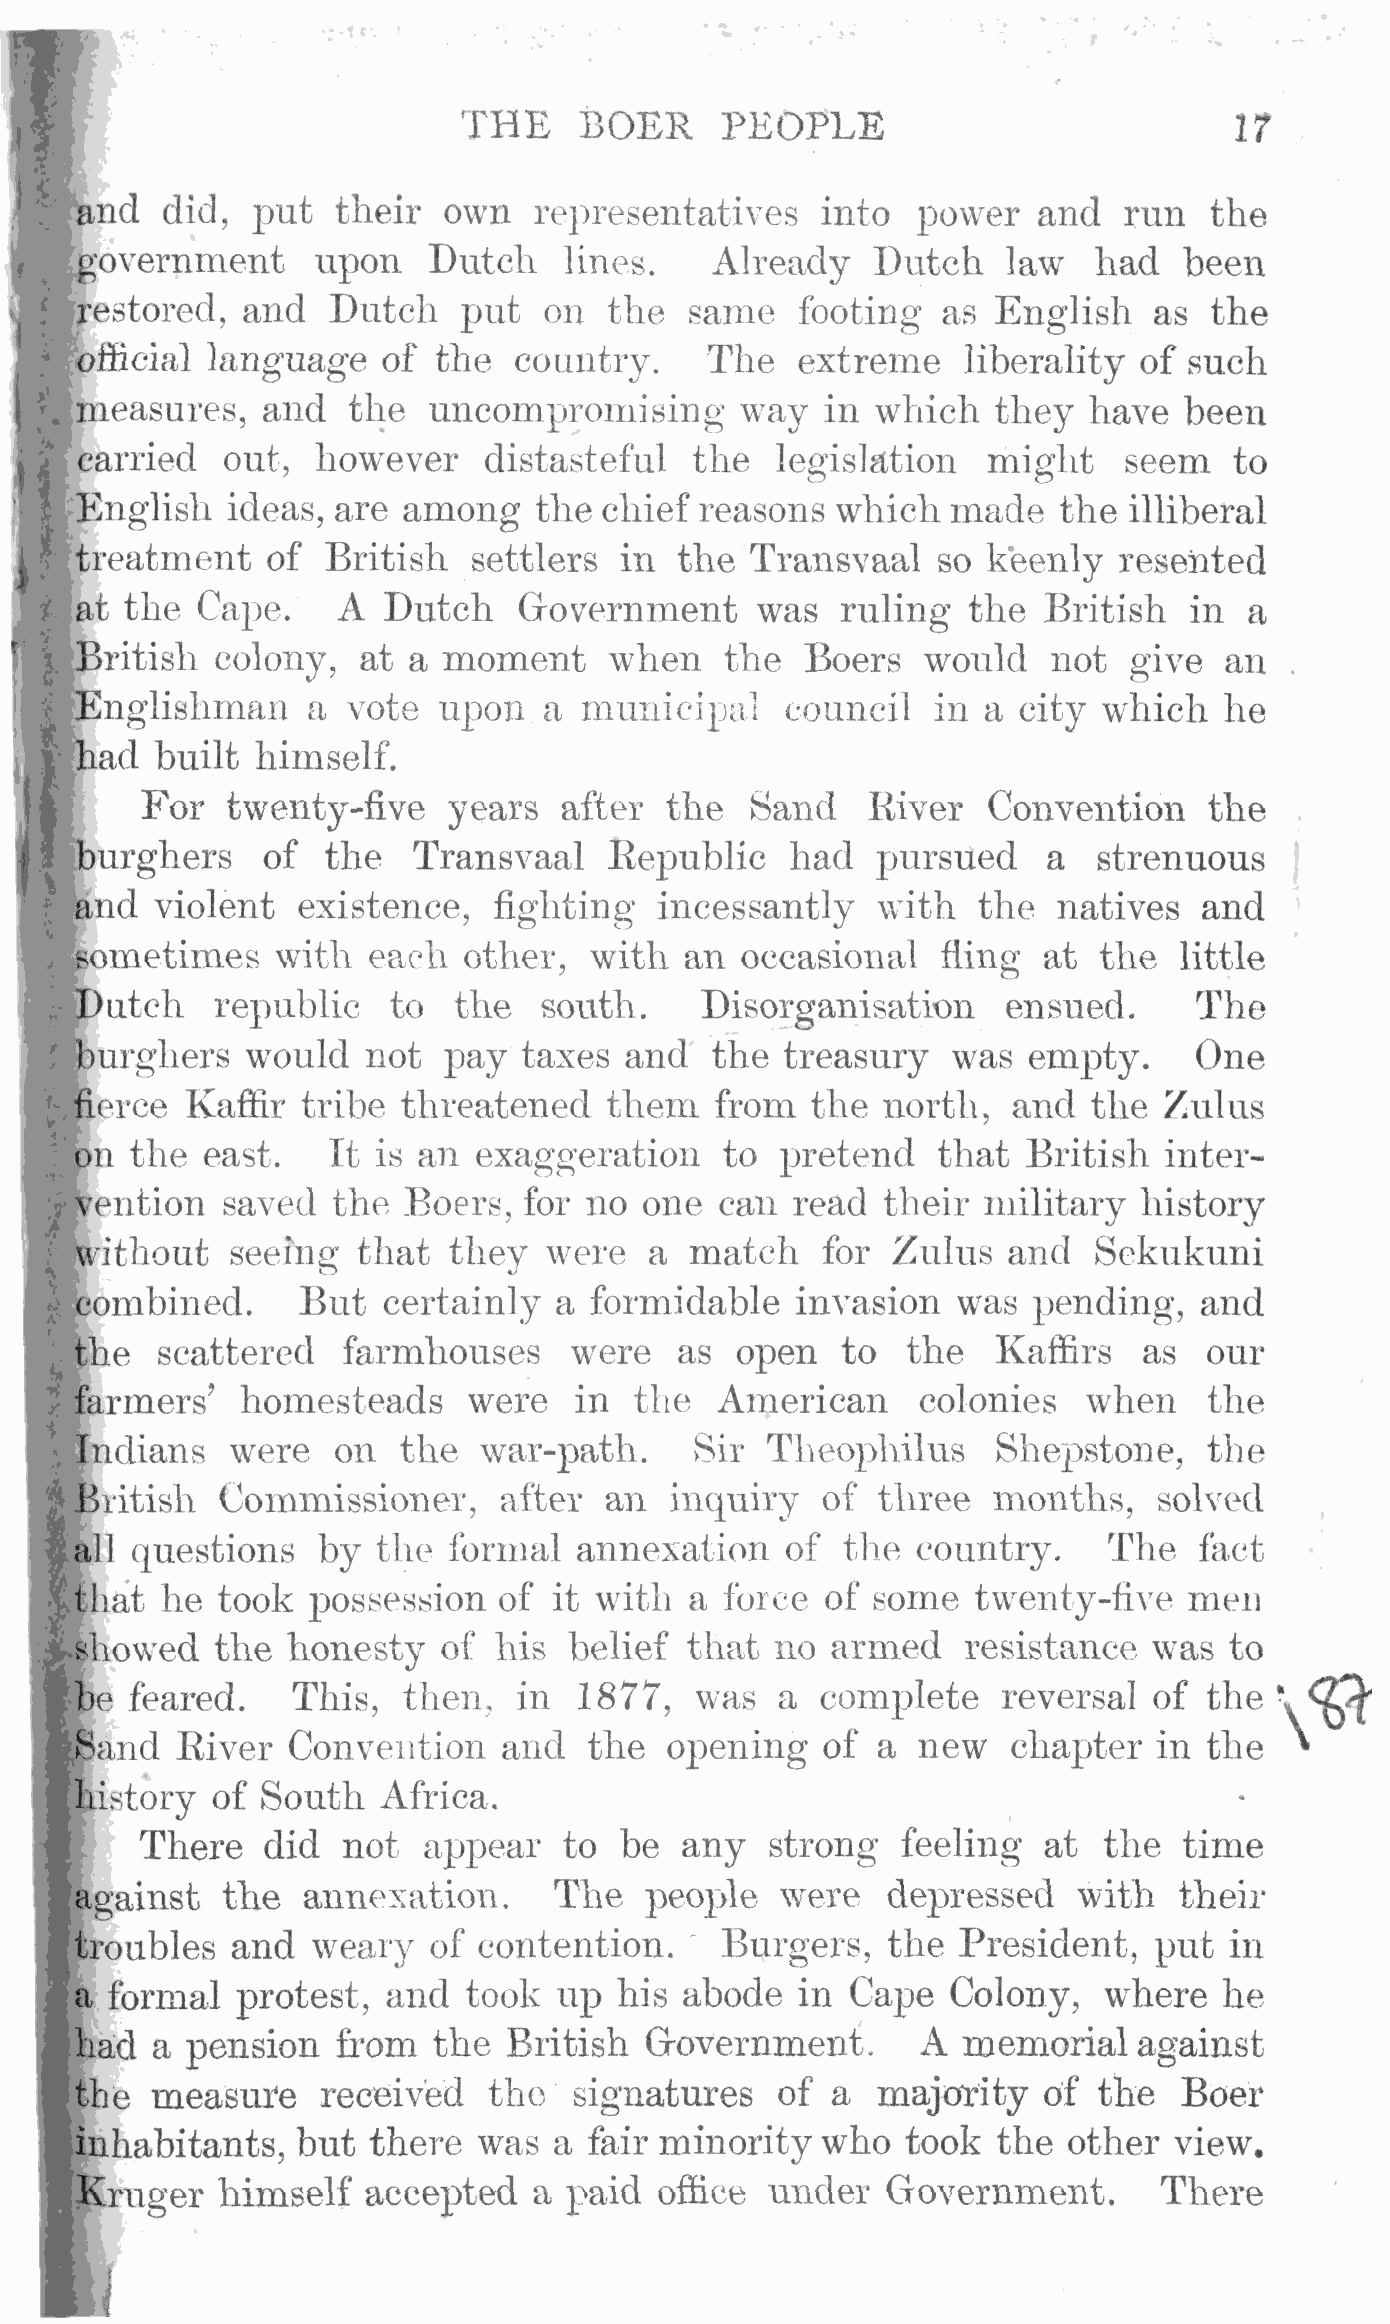 THE BOER PEOPLE 17
and did, put their own representatives into power and run the
government upon Dutch lines. Already Dutch law had been
restored, and Dutch put on the same footing as English as the
official language of the country. The extreme liberality of such
measures, and the uncompromising way in which they have been
carried out, however distasteful the legislation might seem to
English ideas, are among the chief reasons which made the illiberal
treatment of British settlers in the Transvaal so keenly resented
at the Cape. A Dutch Government was ruling the British in a
British colony, at a moment when the Boers would not give an
Englishman a vote upon a municipal council in a city which he
had built himself.
For twenty-five years after the Sand River Convention the
burghers of the Transvaal Republic had pursued a strenuous
and violent existence, fighting incessantly with the natives and
sometimes with each other, with an occasional fling at the little
Dutch republic to the south. Disorganisation ensued. The
burghers would not pay taxes and the treasury was empty. One
fierce Kaffir tribe threatened them from the north, and the Zulus
on the east. It is an exaggeration to pretend that British inter-
vention saved the Boers, for no one can read their military history
without seeing that they were a match for Zulus and Sekukuni
combined. But certainly a formidable invasion was pending, and
the scattered farmhouses were as open to the Kaffirs as our
farmers' homesteads were in the American colonies when the
Indians were on the war-path. Sir Theophilus Shepstone, the
British Commissioner, after an inquiry of three months, solved
all questions by the formal annexation of the country. The fact
that he took possession of it with a force of some twenty-five men
showed the honesty of his belief that no armed resistance was to
be feared. This, then, in 1877, was a complete reversal of the
Sand River Convention and the opening of a new chapter in the
history of South Africa.
There did not appear to be any strong feeling at the time
against the annexation. The people were depressed with their
troubles and weary of contention. Burgers, the President, put in
a formal protest, and took up his abode in Cape Colony, where he
had a pension from the British Government. A memorial against
the measure received the signatures of a majority of the Boer
inhabitants, but there was a fair minority who took the other view.
Kruger himself accepted a paid office under Government. There